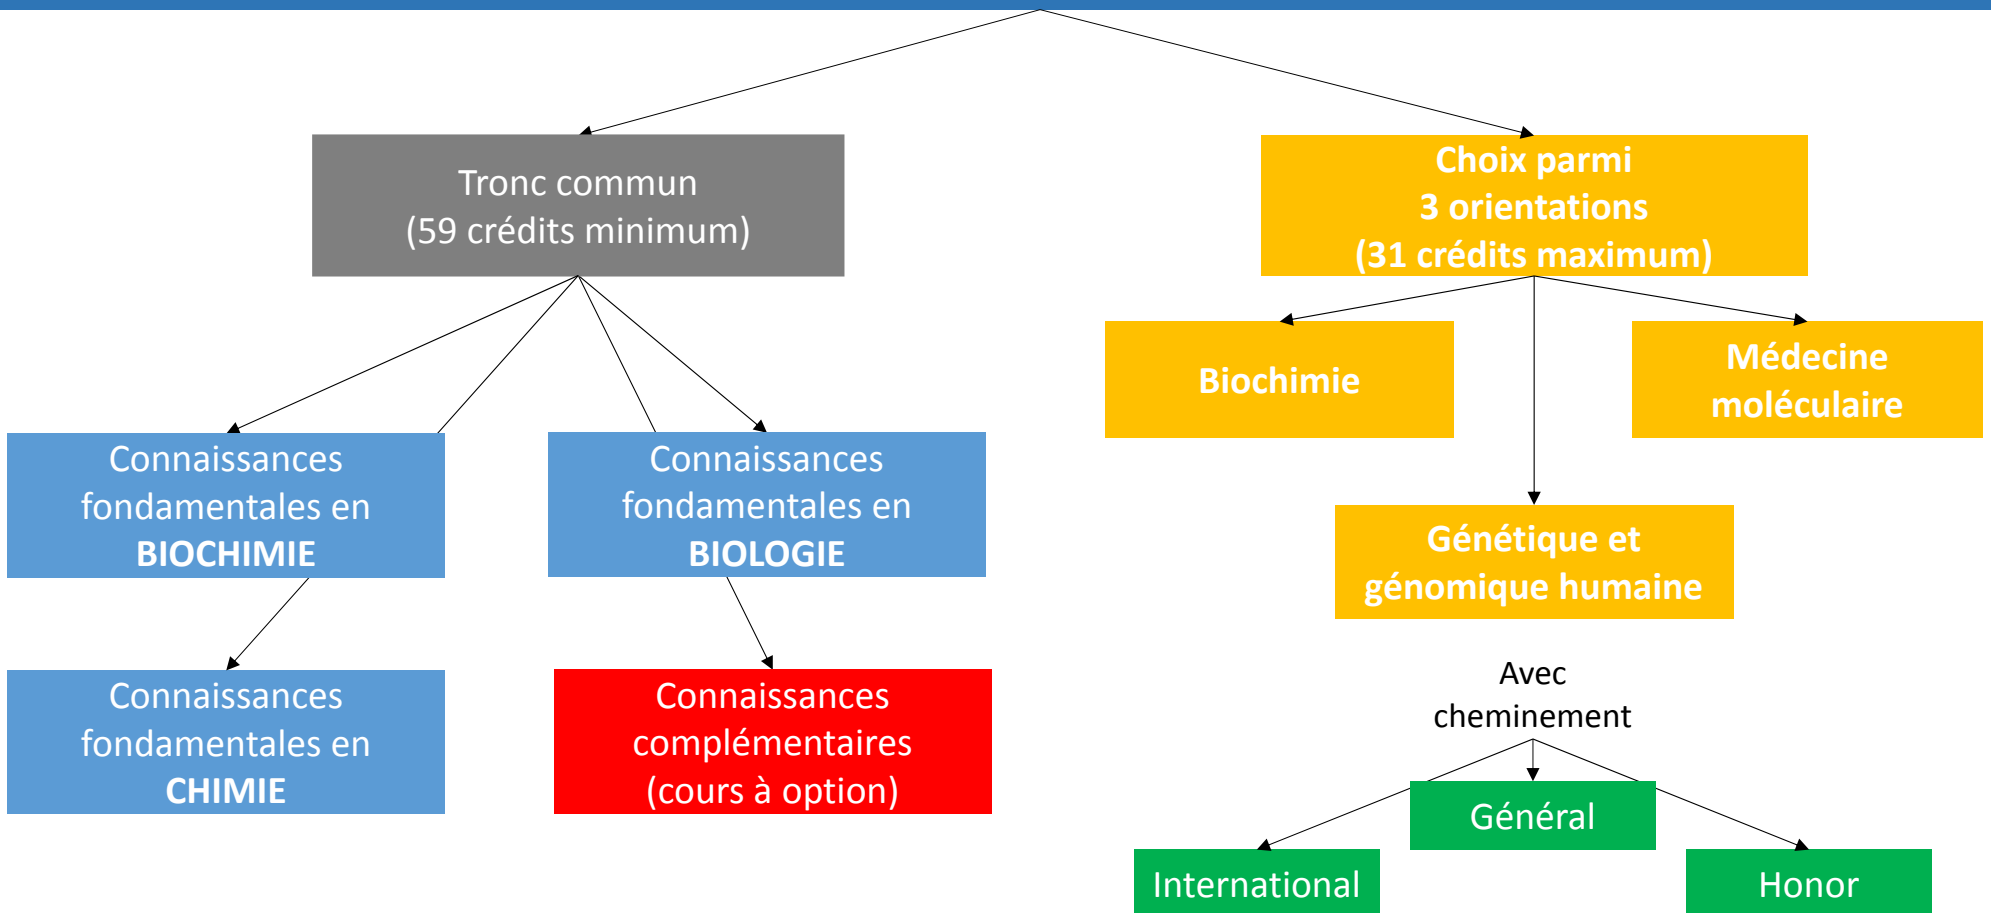 Tronc commun
(59 crédits minimum)
Choix parmi
3 orientations
(31 crédits maximum)
Biochimie
Médecine
moléculaire
Connaissances
fondamentales en
BIOCHIMIE
Connaissances
fondamentales en
BIOLOGIE
Génétique et
génomique humaine
Connaissances
fondamentales en
CHIMIE
Connaissances
complémentaires
(cours à option)
Avec
cheminement
Général
International
Honor